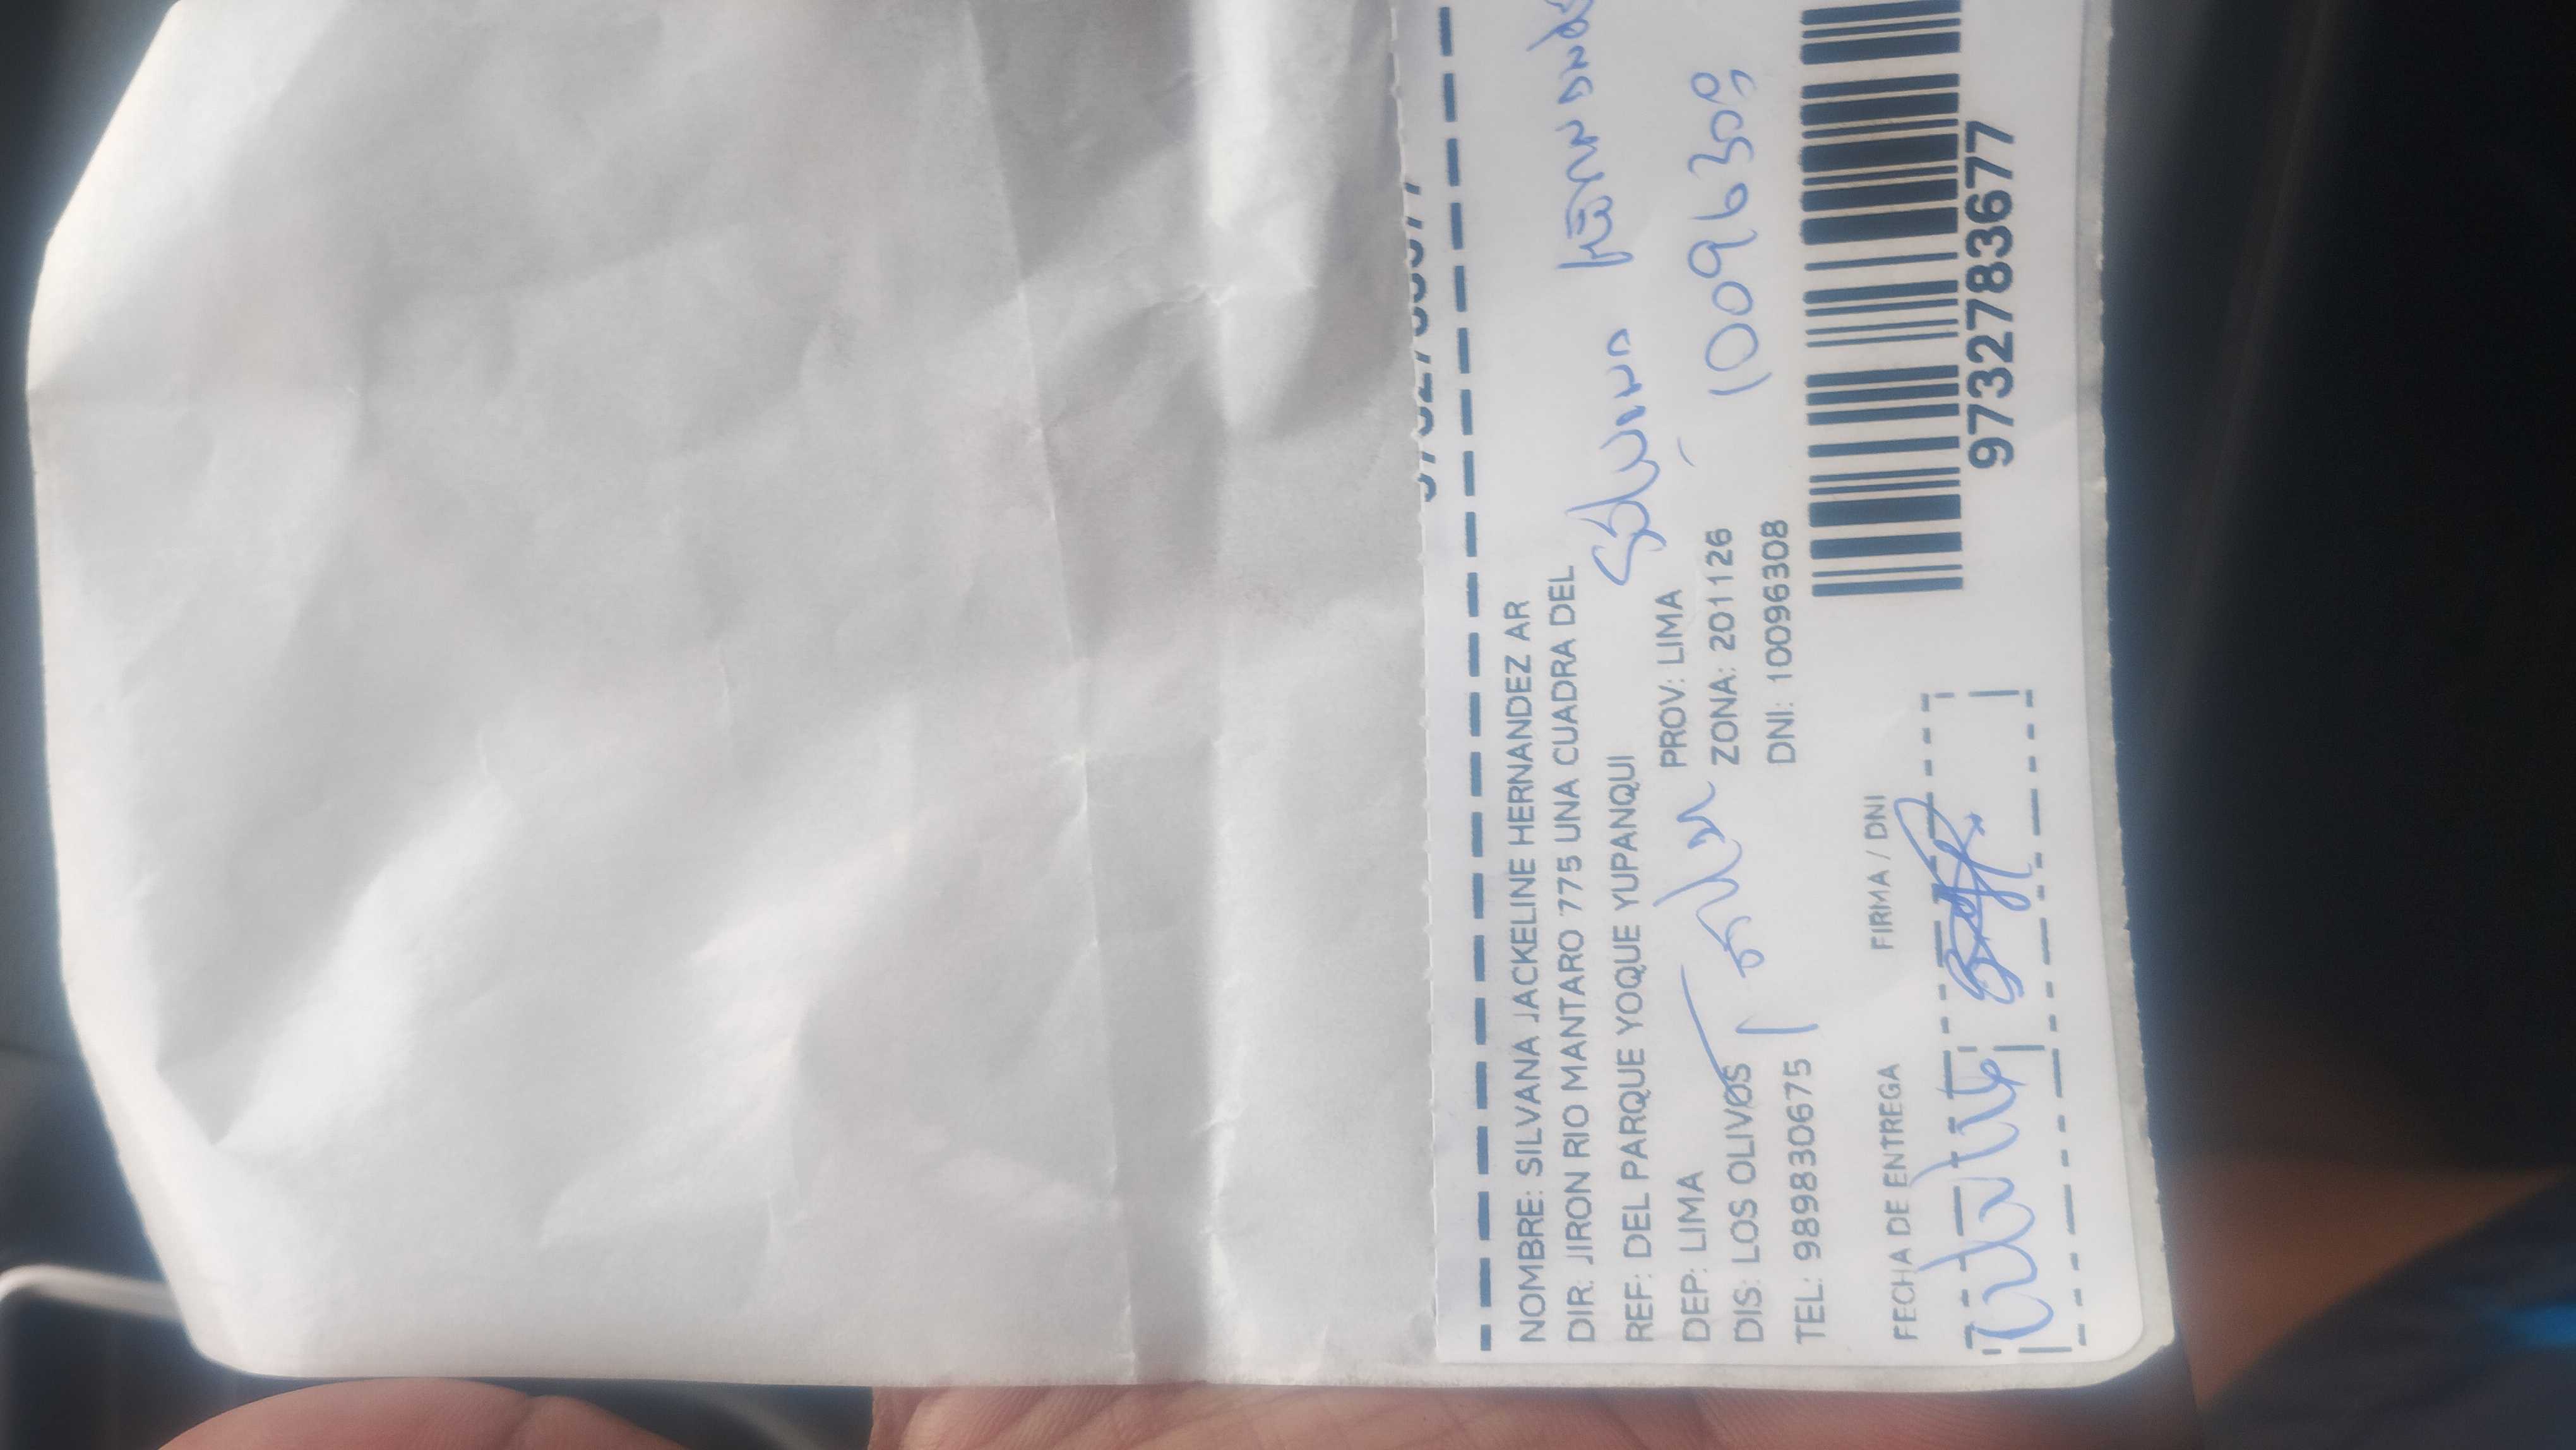 NOMBRE: SILVANA JACKELINE HERNANDEZ AR
DIR: JIRON RIO MANTARO 775 UNA CUADRA DEL
Silvana
REF: DEL PARQUE YOQUE YUPANQUI
DEP: LIMA PROV: LIMA
10096308
DIS: LOS OLIVOS ZONA: 201126
TEL: 989830675 DNI: 10096308
FECHA DE ENTREGA FIRMA / DNI
9732783677